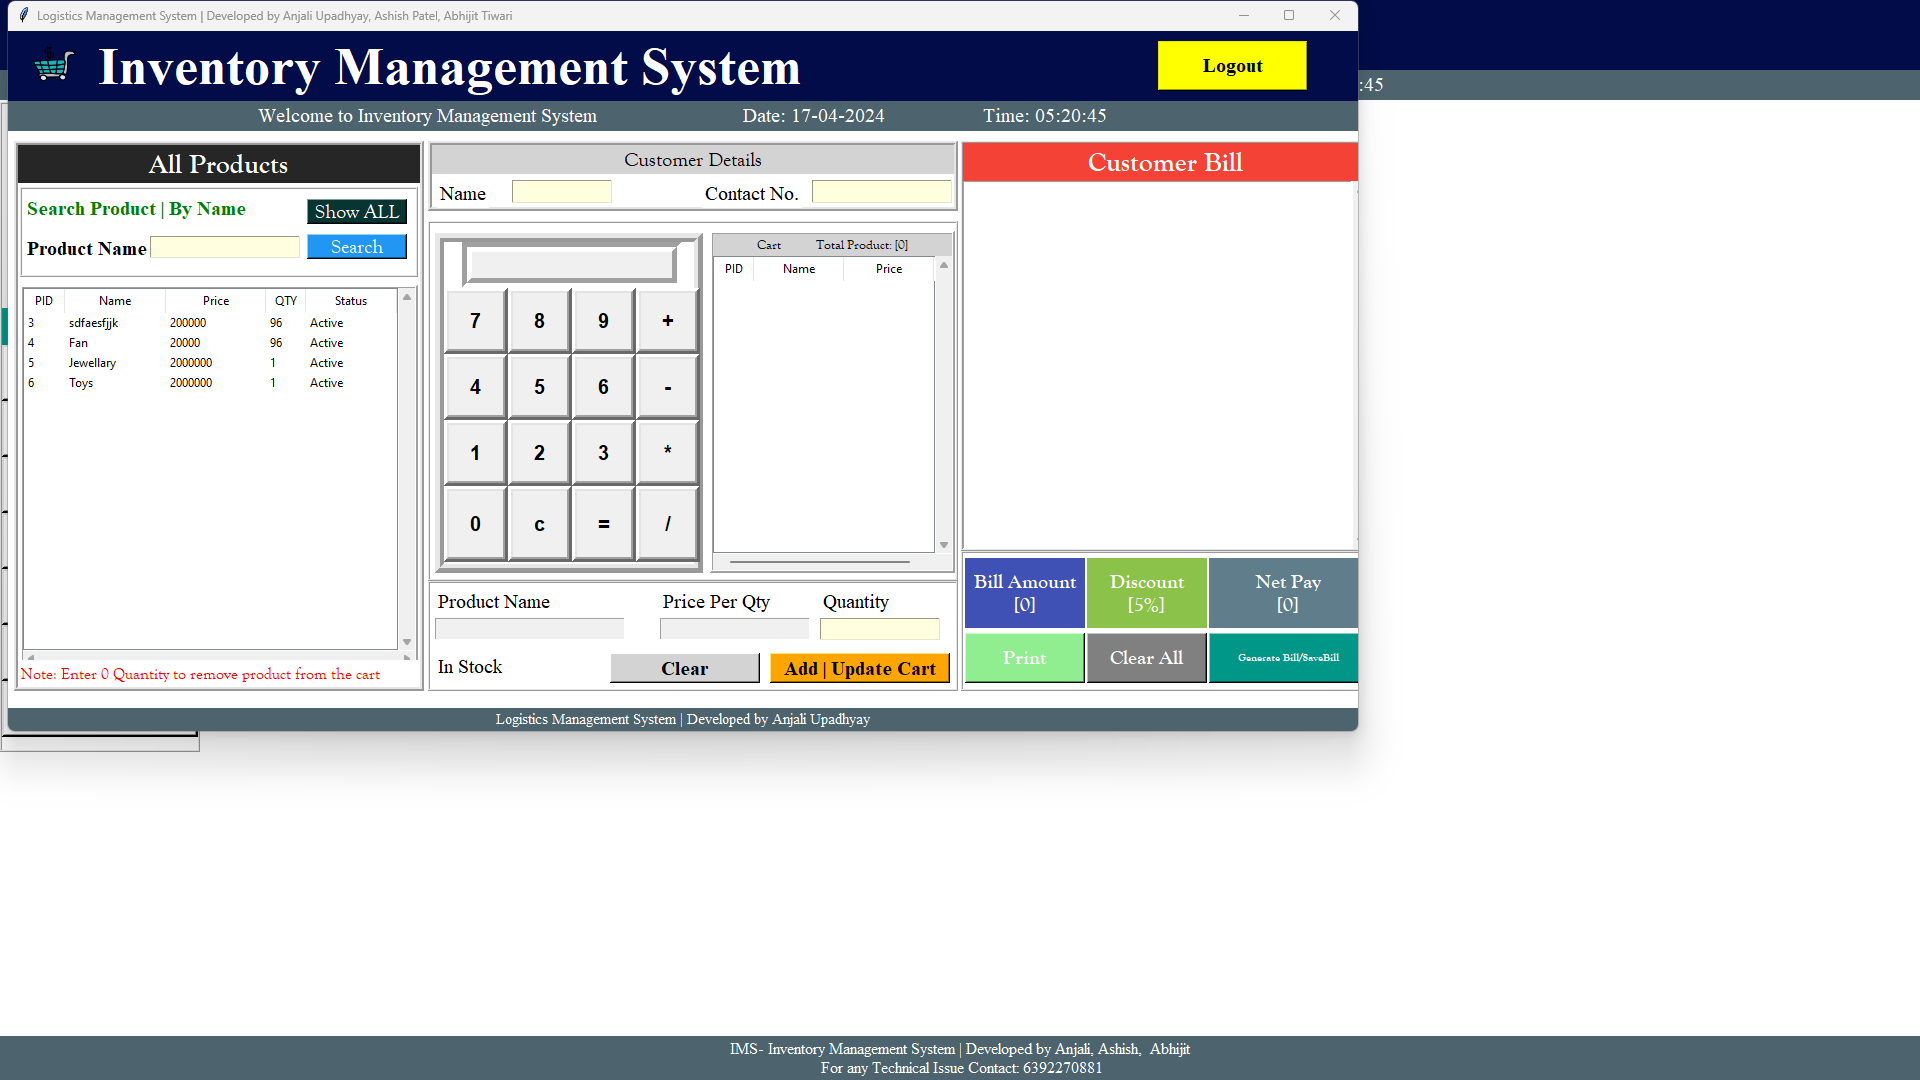 Logistics Management System | Developed by Anjali Upadhyay, Ashish Patel, Abhijit Tiwari
Inventory Management System
Logout
Welcome to Inventory Management System
Date: 17-04-2024
Time: 05:20:45
:45
All Products
Search Product | By Name
Show ALL
Product Name
Search
PID Name Price QTY Status
3 sdfaesfjjk 200000 96 Active
4 Fan 20000 96 Active
5 Jewellary 2000000 1 Active
6 Toys 2000000 1 Active
Note: Enter 0 Quantity to remove product from the cart
Customer Details
Name
Contact No.
7 8 9 +
4 5 6 -
1 2 3 *
0 c = /
Cart Total Product: [0]
PID Name Price
Product Name
Price Per Qty
Quantity
In Stock
Clear
Add | Update Cart
Customer Bill
Bill Amount
[0]
Discount
[5%]
Net Pay
[0]
Print
Clear All
Generate Bill/SaveBill
Logistics Management System | Developed by Anjali Upadhyay
IMS- Inventory Management System | Developed by Anjali, Ashish, Abhijit
For any Technical Issue Contact: 6392270881